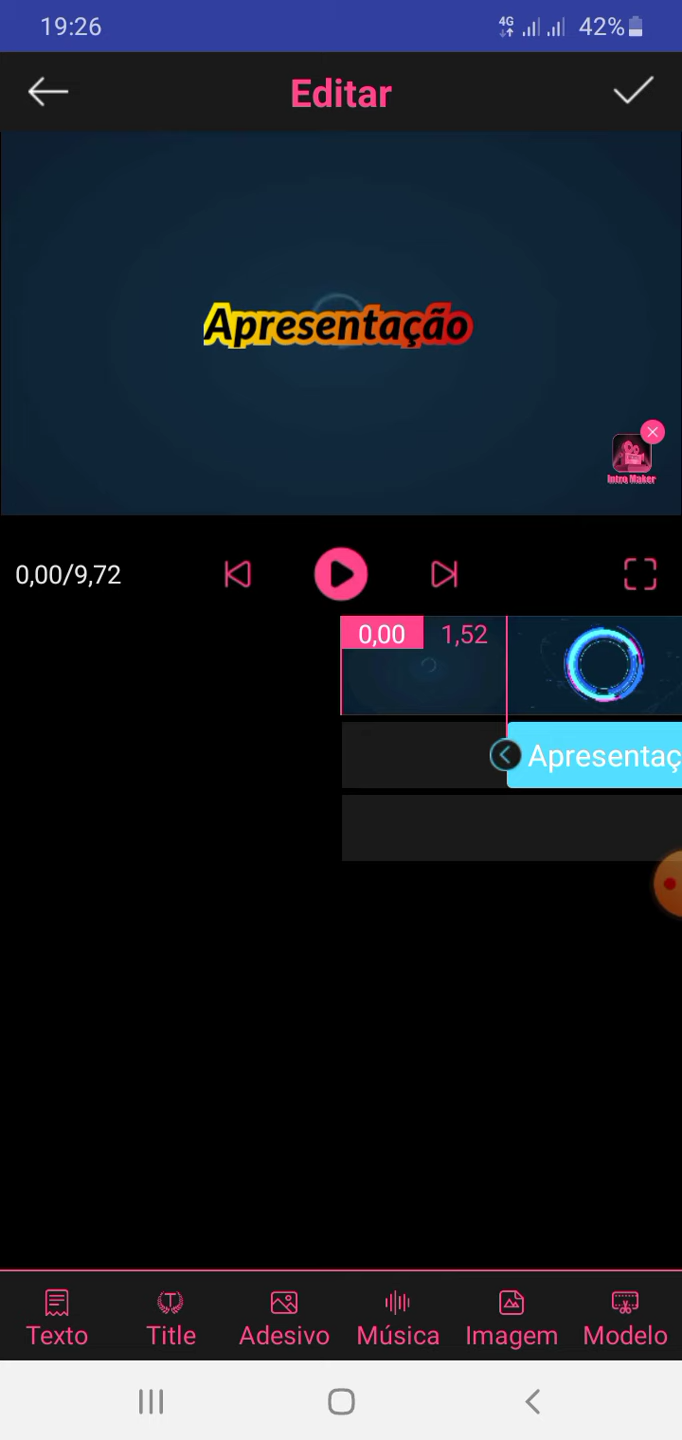 19:26 4G 42%
Editar
Apresentação
Intro Maker
0,00/9,72
0,00 1,52
Apresentaç
Texto Title Adesivo Música Imagem Modelo